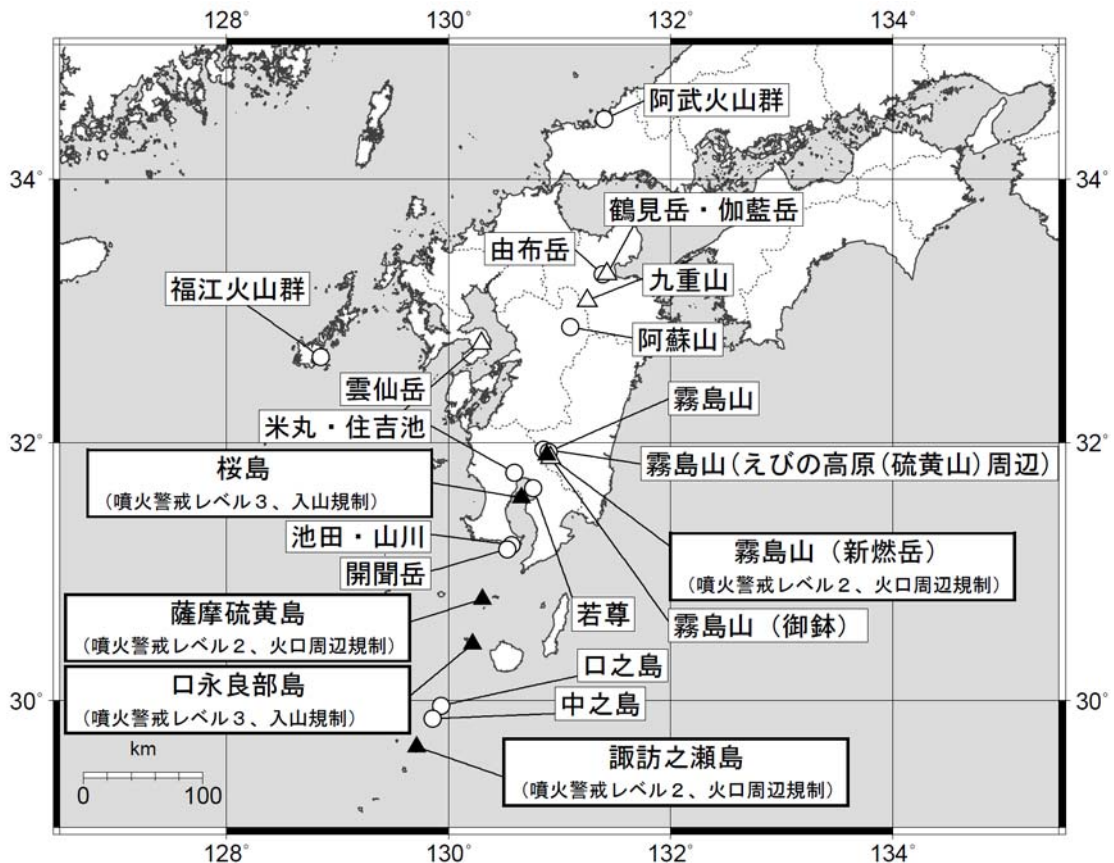 128° 130° 132° 134°
阿武火山群
34° 34°
鶴見岳・伽藍岳
由布岳
九重山
福江火山群
阿蘇山
雲仙岳
霧島山
米丸・住吉池
32° 32°
霧島山(えびの高原(硫黄山)周辺)
桜島
(噴火警戒レベル3、入山規制)
池田・山川
霧島山(新燃岳)
(噴火警戒レベル2、火口周辺規制)
開聞岳
薩摩硫黄島
(噴火警戒レベル2、火口周辺規制)
若尊
霧島山(御鉢)
口永良部島
(噴火警戒レベル3、入山規制)
口之島
30° 30°
中之島
諏訪之瀬島
(噴火警戒レベル2、火口周辺規制)
km
0 100
128° 130° 132° 134°